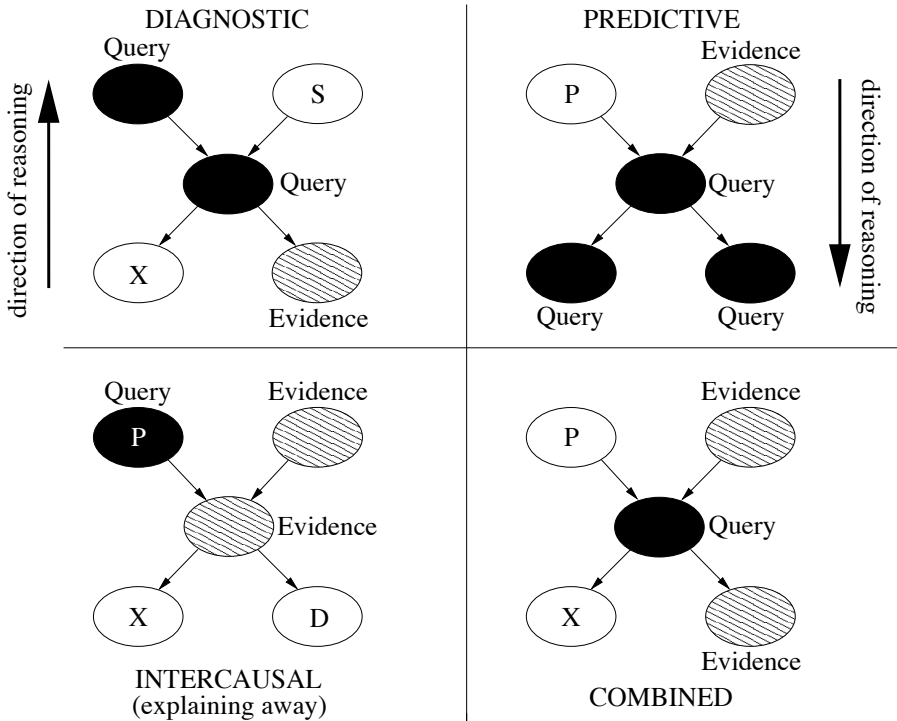 DIAGNOSTIC
Query
S
Query
X
Evidence
direction of reasoning
PREDICTIVE
Evidence
P
Query
Query
Query
direction of reasoning
Query
Evidence
P
Evidence
X
D
INTERCAUSAL
(explaining away)
Evidence
P
Query
X
Evidence
COMBINED